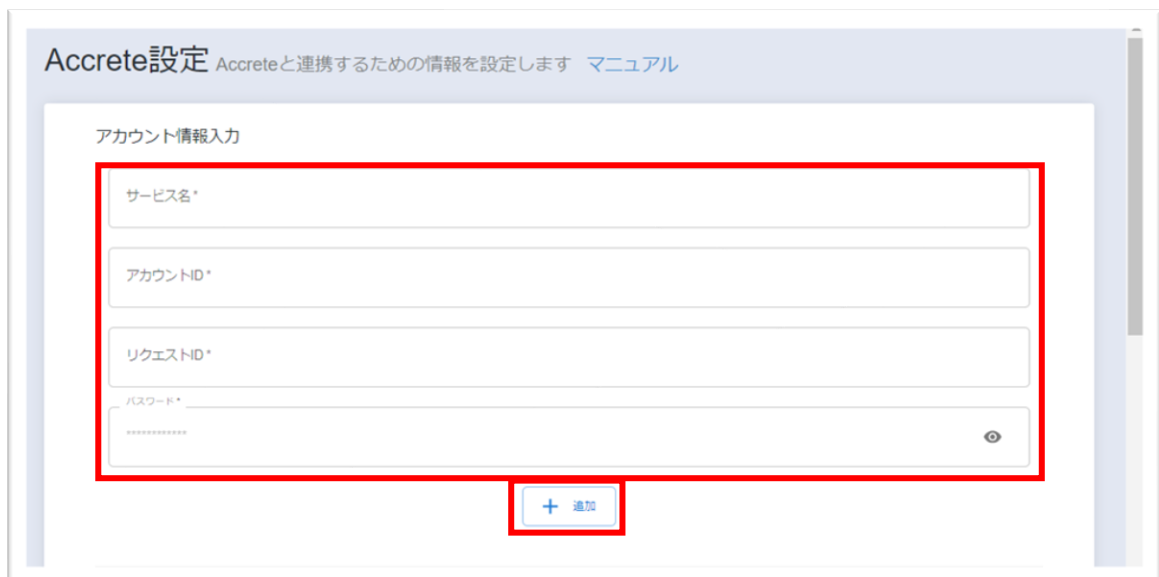 Accrete設定 Accreteと連携するための情報を設定します マニュアル
アカウント情報入力
サービス名*
アカウントID*
リクエストID*
パスワード*
************
+ 追加